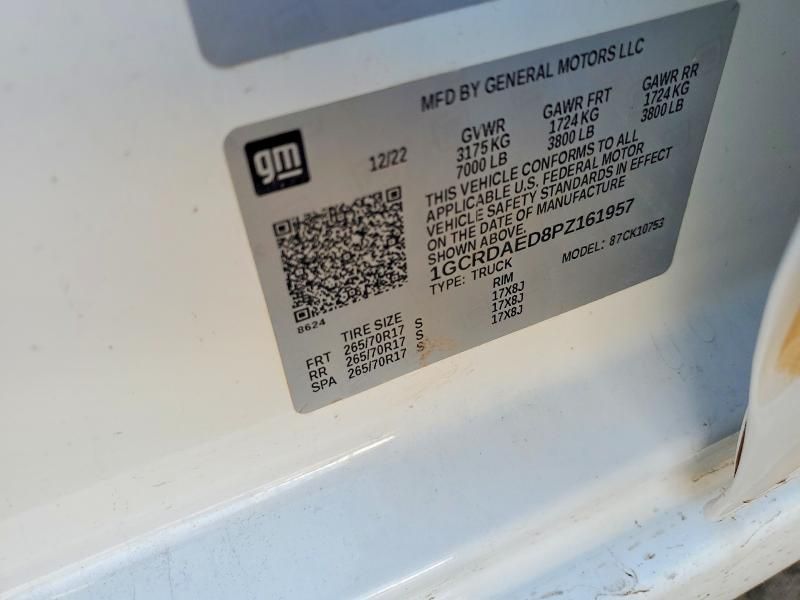 MFD BY GENERAL MOTORS LLC
gm
12/22
GVWR GAWR FRT GAWR RR
3175 KG 1724 KG 1724 KG
7000 LB 3800 LB 3800 LB
THIS VEHICLE CONFORMS TO ALL
APPLICABLE U.S. FEDERAL MOTOR
VEHICLE SAFETY STANDARDS IN EFFECT
ON THE DATE OF MANUFACTURE
SHOWN ABOVE.
1GCRDAED8PZ161957
TYPE: TRUCK MODEL: 87CK10753
8624
TIRE SIZE RIM
FRT 265/70R17 S 17X8J
RR 265/70R17 S 17X8J
SPA 265/70R17 S 17X8J